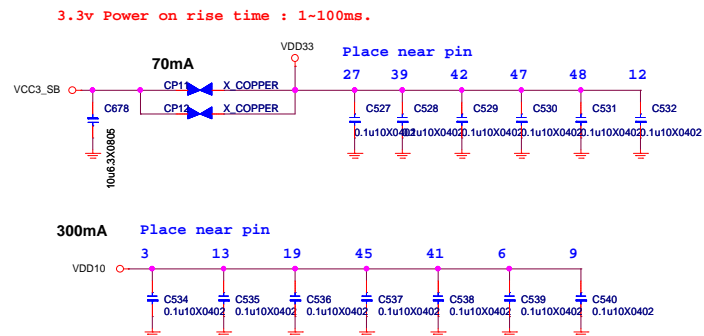 3.3v Power on rise time : 1~100ms.
70mA
VDD33
Place near pin
27 39 42 47 48 12
VCC3_SB
CP11 X_COPPER
CP12 X_COPPER
C678
10u6.3X0805
C527 C528 C529 C530 C531 C532
0.1u10X0402 0.1u10X0402 0.1u10X0402 0.1u10X0402 0.1u10X0402 0.1u10X0402
300mA
Place near pin
3 13 19 45 41 6 9
VDD10
C534 C535 C536 C537 C538 C539 C540
0.1u10X0402 0.1u10X0402 0.1u10X0402 0.1u10X0402 0.1u10X0402 0.1u10X0402 0.1u10X0402